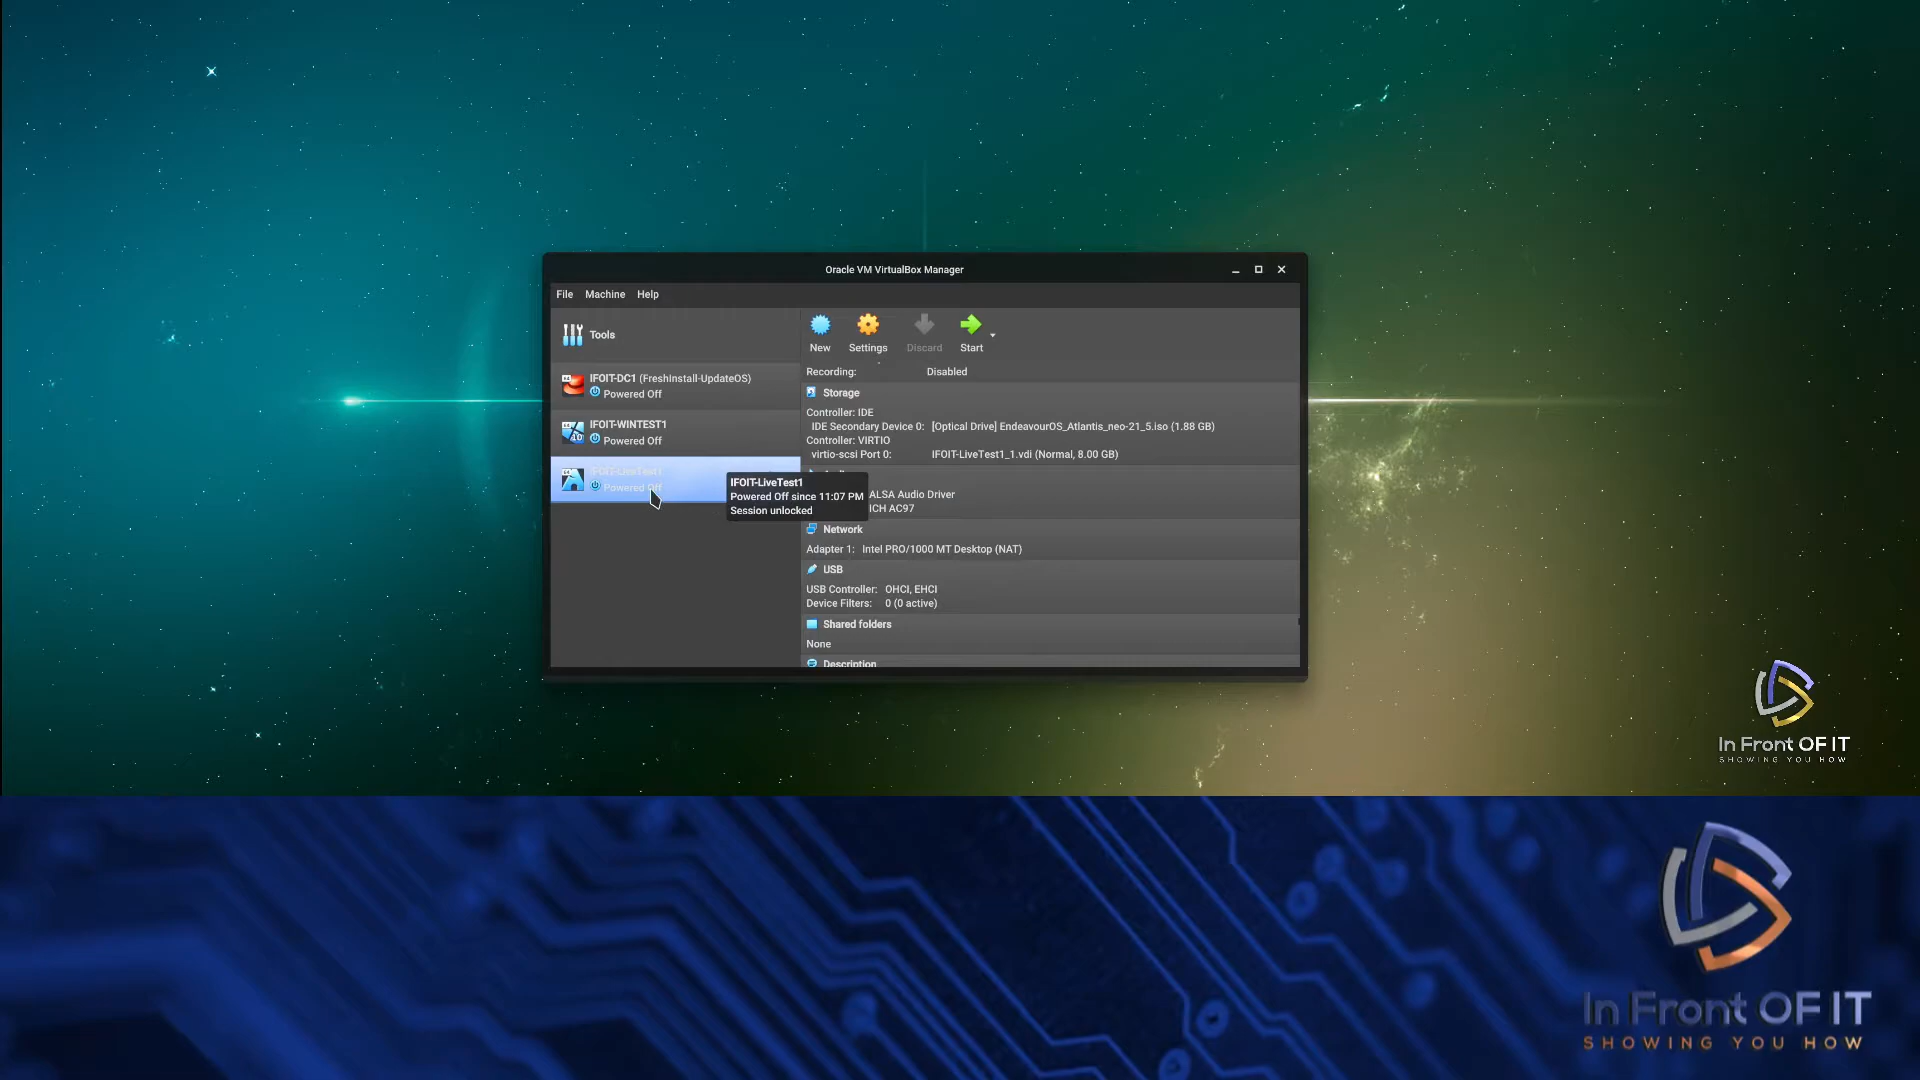 Oracle VM VirtualBox Manager
File Machine Help
Tools
New Settings Discard Start
IFOIT-DC1 (FreshInstall-UpdateOS)
Powered Off
IFOIT-WINTEST1
Powered Off
IFOIT-LiveTest1
Powered Off
IFOIT-LiveTest1
Powered Off since 11:07 PM
Session unlocked
Recording: Disabled
Storage
Controller: IDE
IDE Secondary Device 0: [Optical Drive] EndeavourOS_Atlantis_neo-21_5.iso (1.88 GB)
Controller: VIRTIO
virtio-scsi Port 0: IFOIT-LiveTest1_1.vdi (Normal, 8.00 GB)
ALSA Audio Driver
ICH AC97
Network
Adapter 1: Intel PRO/1000 MT Desktop (NAT)
USB
USB Controller: OHCI, EHCI
Device Filters: 0 (0 active)
Shared folders
None
Description
In Front OF IT
SHOWING YOU HOW
In Front OF IT
SHOWING YOU HOW